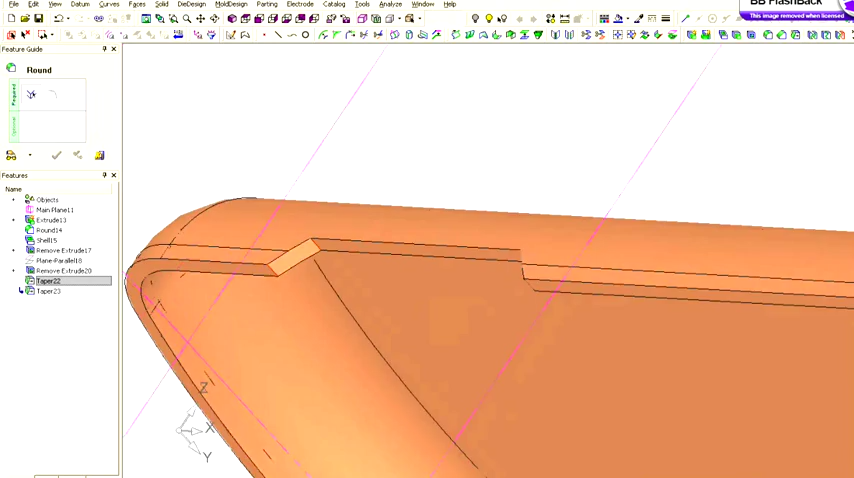 File Edit View Datum Curves Faces Solid DieDesign MoldDesign Parting Electrode Catalog Tools Analyze Window Help
BB FlashBack
This image removed when licensed
Feature Guide
Round
Required
Optional
Features
Name
Objects
Main Plane11
Extrude13
Round14
Shell15
Remove Extrude17
Plane-Parallel18
Remove Extrude20
Taper22
Taper23
Z
X
Y